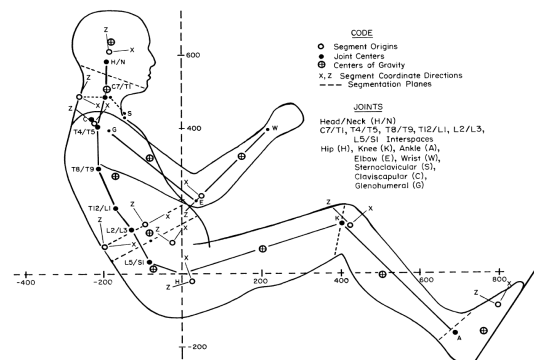 CODE
Segment Origins
Joint Centers
Centers of Gravity
X, Z Segment Coordinate Directions
Segmentation Planes
JOINTS
Head/Neck (H/N)
C7/T1, T4/T5, T8/T9, T12/L1, L2/L3,
L5/S1 Interspaces
Hip (H), Knee (K), Ankle (A)
Elbow (E), Wrist (W)
Sternoclavicular (S),
Claviscapular (C),
Glenohumeral (G)
600
Z
X
H/N
Z
C7/T1
Z
X
X
S
Z
C
T4/T5
G
400
W
T8/T9
Z
X
E
T12/L1
Z
X
Z
X
Z
L2/L3
Z
X
K
X
L5/S1
X
Z
H
-400
-200
200
400
600
800
Z
X
A
-200